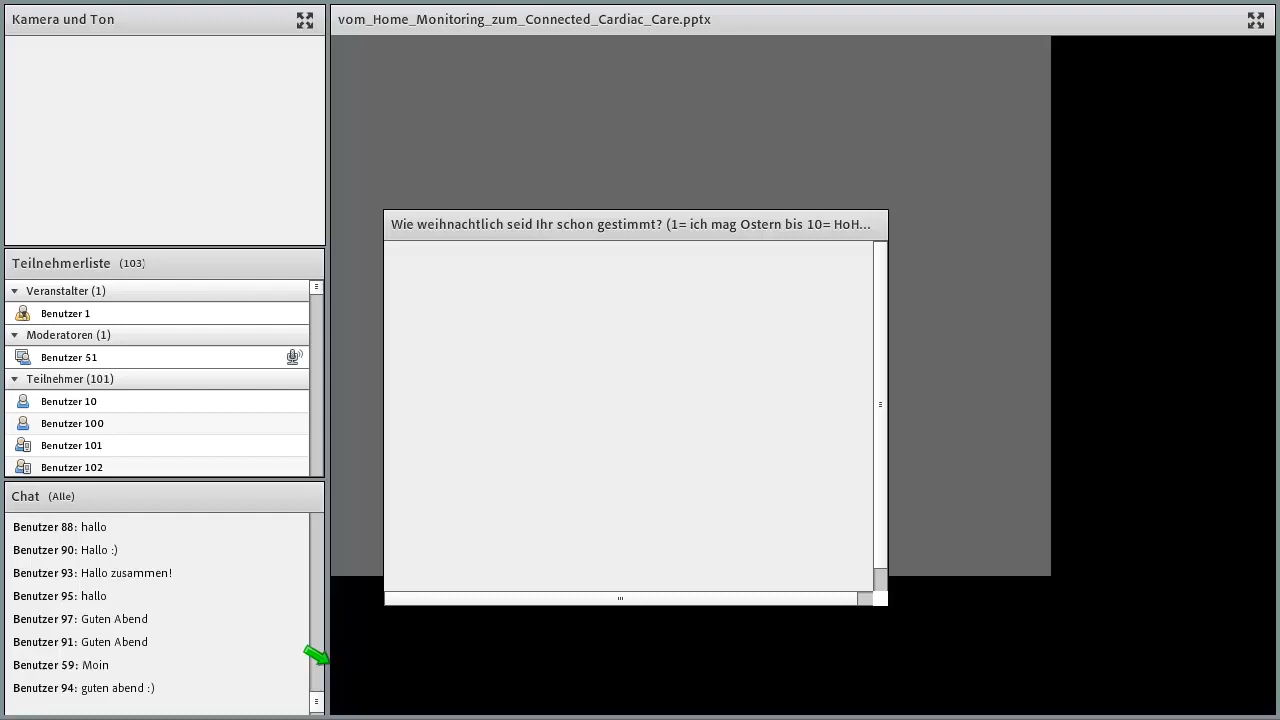 Kamera und Ton
vom_Home_Monitoring_zum_Connected_Cardiac_Care.pptx
Wie weihnachtlich seid Ihr schon gestimmt? (1= ich mag Ostern bis 10= HoH...
Teilnehmerliste (103)
Veranstalter (1)
Benutzer 1
Moderatoren (1)
Benutzer 51
Teilnehmer (101)
Benutzer 10
Benutzer 100
Benutzer 101
Benutzer 102
Chat (Alle)
Benutzer 88: hallo
Benutzer 90: Hallo :)
Benutzer 93: Hallo zusammen!
Benutzer 95: hallo
Benutzer 97: Guten Abend
Benutzer 91: Guten Abend
Benutzer 59: Moin
Benutzer 94: guten abend :)